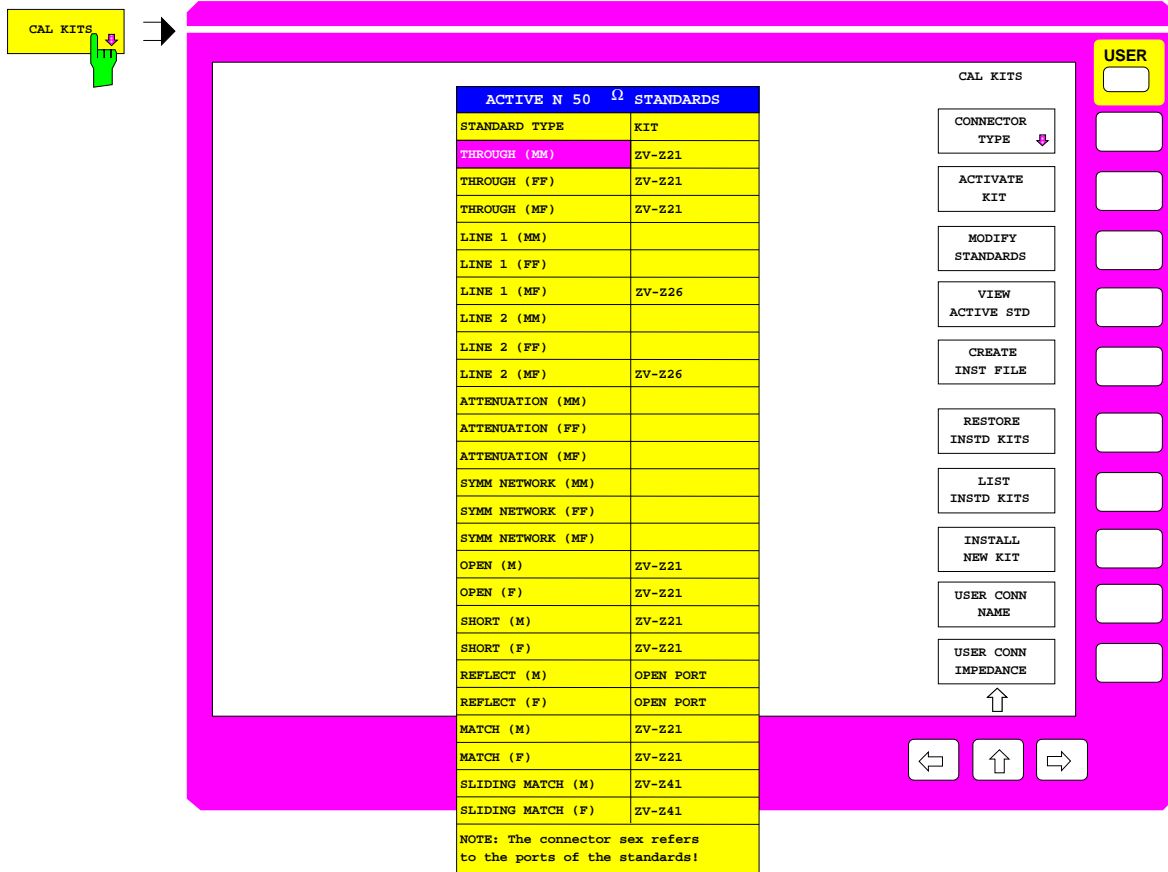 CAL KITS
USER
CAL KITS
ACTIVE N 50 Ω STANDARDS
STANDARD TYPE KIT
THROUGH (MM) ZV-Z21
THROUGH (FF) ZV-Z21
THROUGH (MF) ZV-Z21
LINE 1 (MM)
LINE 1 (FF)
LINE 1 (MF) ZV-Z26
LINE 2 (MM)
LINE 2 (FF)
LINE 2 (MF) ZV-Z26
ATTENUATION (MM)
ATTENUATION (FF)
ATTENUATION (MF)
SYMM NETWORK (MM)
SYMM NETWORK (FF)
SYMM NETWORK (MF)
OPEN (M) ZV-Z21
OPEN (F) ZV-Z21
SHORT (M) ZV-Z21
SHORT (F) ZV-Z21
REFLECT (M) OPEN PORT
REFLECT (F) OPEN PORT
MATCH (M) ZV-Z21
MATCH (F) ZV-Z21
SLIDING MATCH (M) ZV-Z41
SLIDING MATCH (F) ZV-Z41
NOTE: The connector sex refers
to the ports of the standards!
CONNECTOR
TYPE
ACTIVATE
KIT
MODIFY
STANDARDS
VIEW
ACTIVE STD
CREATE
INST FILE
RESTORE
INSTD KITS
LIST
INSTD KITS
INSTALL
NEW KIT
USER CONN
NAME
USER CONN
IMPEDANCE